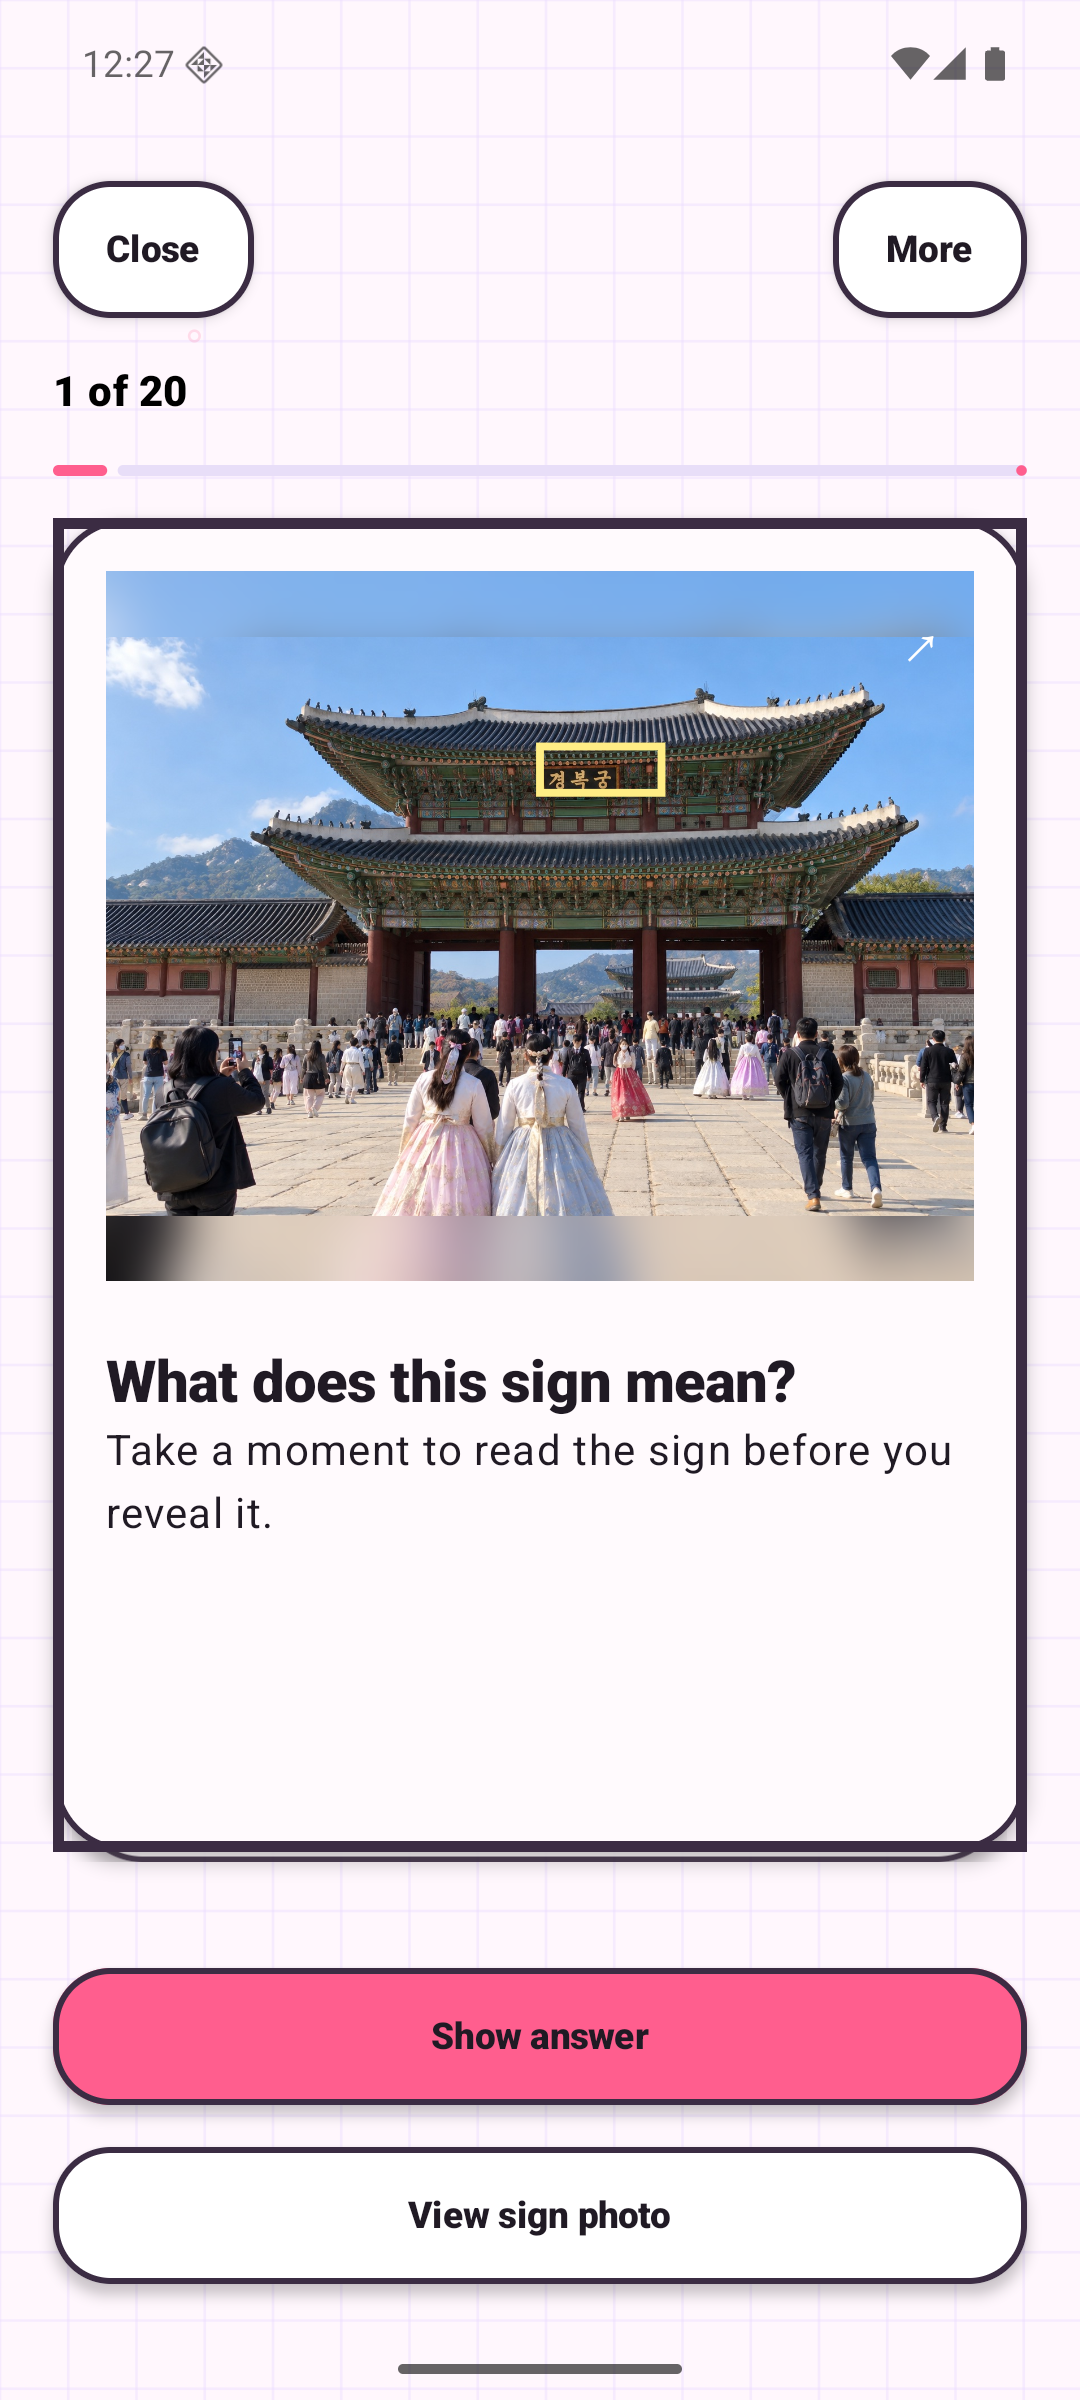 12:27
Close
More
1 of 20
경복궁
What does this sign mean?
Take a moment to read the sign before you
reveal it.
Show answer
View sign photo